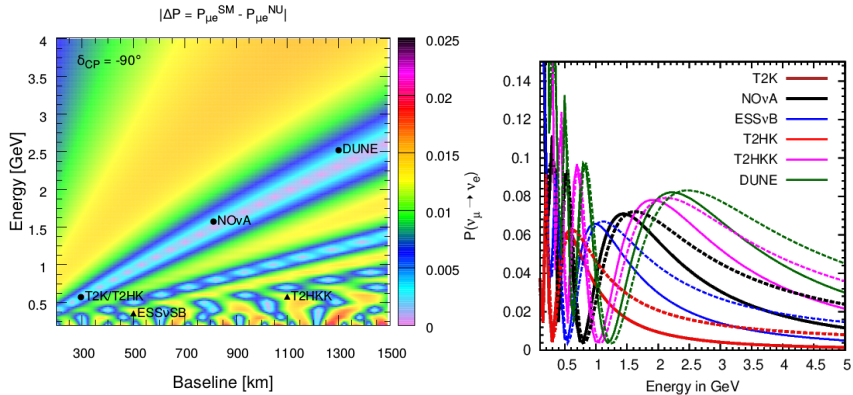 |ΔP = P_μe^SM - P_μe^NU|
4
3.5
3
2.5
2
1.5
1
0.5
Energy [GeV]
δ_CP = -90°
DUNE
NOνA
T2K/T2HK
T2HKK
ESSνSB
300 500 700 900 1100 1300 1500
Baseline [km]
0.025
0.02
0.015
0.01
0.005
0
P(ν_μ → ν_e)
0.14
0.12
0.1
0.08
0.06
0.04
0.02
0
T2K
NOνA
ESSνB
T2HK
T2HKK
DUNE
0.5 1 1.5 2 2.5 3 3.5 4 4.5 5
Energy in GeV